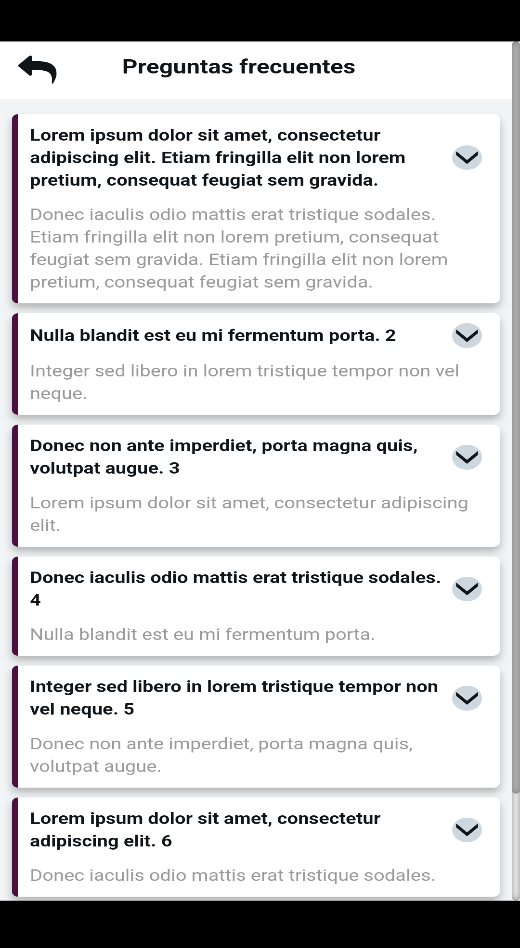 Preguntas frecuentes
Lorem ipsum dolor sit amet, consectetur
adipiscing elit. Etiam fringilla elit non lorem
pretium, consequat feugiat sem gravida.
Donec iaculis odio mattis erat tristique sodales.
Etiam fringilla elit non lorem pretium, consequat
feugiat sem gravida. Etiam fringilla elit non lorem
pretium, consequat feugiat sem gravida.
Nulla blandit est eu mi fermentum porta. 2
Integer sed libero in lorem tristique tempor non vel
neque.
Donec non ante imperdiet, porta magna quis,
volutpat augue. 3
Lorem ipsum dolor sit amet, consectetur adipiscing
elit.
Donec iaculis odio mattis erat tristique sodales.
4
Nulla blandit est eu mi fermentum porta.
Integer sed libero in lorem tristique tempor non
vel neque. 5
Donec non ante imperdiet, porta magna quis,
volutpat augue.
Lorem ipsum dolor sit amet, consectetur
adipiscing elit. 6
Donec iaculis odio mattis erat tristique sodales.